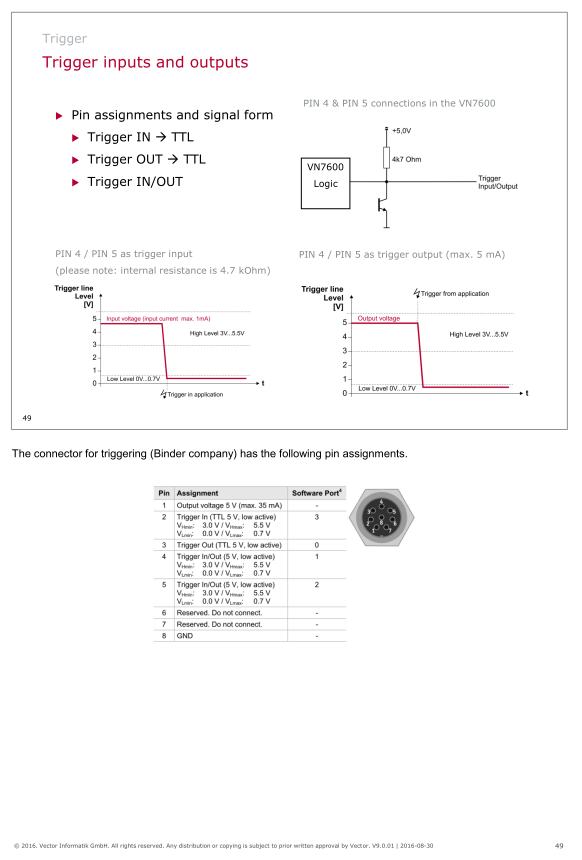 Trigger
Trigger inputs and outputs
Pin assignments and signal form
Trigger IN → TTL
Trigger OUT → TTL
Trigger IN/OUT
PIN 4 & PIN 5 connections in the VN7600
+5,0V
4k7 Ohm
VN7600
Logic
Trigger
Input/Output
PIN 4 / PIN 5 as trigger input
(please note: internal resistance is 4.7 kOhm)
Trigger line
Level
[V]
Input voltage (input current max. 1mA)
High Level 3V...5.5V
5
4
3
2
1
0
Low Level 0V...0.7V
t
Trigger in application
PIN 4 / PIN 5 as trigger output (max. 5 mA)
Trigger line
Level
[V]
Trigger from application
Output voltage
High Level 3V...5.5V
5
4
3
2
1
0
Low Level 0V...0.7V
t
49
The connector for triggering (Binder company) has the following pin assignments.
Pin Assignment Software Port4
1 Output voltage 5 V (max. 35 mA) -
2 Trigger In (TTL 5 V, low active) 3
VHmin: 3.0 V / VHmax: 5.5 V
VLmin: 0.0 V / VLmax: 0.7 V
3 Trigger Out (TTL 5 V, low active) 0
4 Trigger In/Out (5 V, low active) 1
VHmin: 3.0 V / VHmax: 5.5 V
VLmin: 0.0 V / VLmax: 0.7 V
5 Trigger In/Out (5 V, low active) 2
VHmin: 3.0 V / VHmax: 5.5 V
VLmin: 0.0 V / VLmax: 0.7 V
6 Reserved. Do not connect. -
7 Reserved. Do not connect. -
8 GND -
© 2016. Vector Informatik GmbH. All rights reserved. Any distribution or copying is subject to prior written approval by Vector. V9.0.01 | 2016-08-30
49